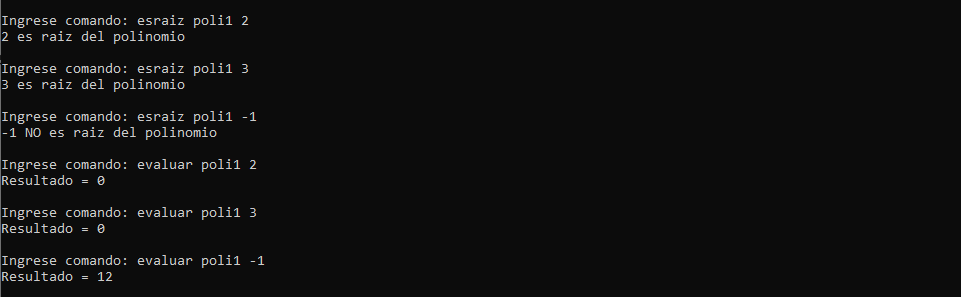 Ingrese comando: esraiz poli1 2
2 es raiz del polinomio
Ingrese comando: esraiz poli1 3
3 es raiz del polinomio
Ingrese comando: esraiz poli1 -1
-1 NO es raiz del polinomio
Ingrese comando: evaluar poli1 2
Resultado = 0
Ingrese comando: evaluar poli1 3
Resultado = 0
Ingrese comando: evaluar poli1 -1
Resultado = 12